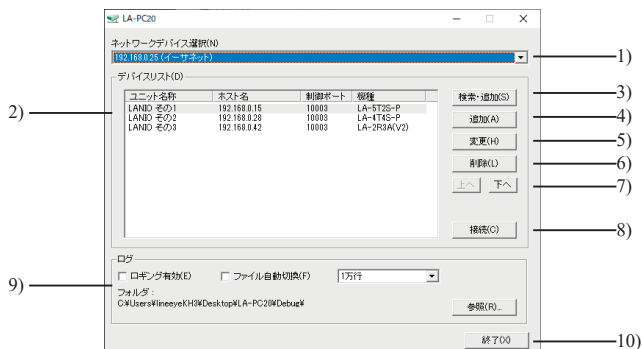 LA-PC20
ネットワークデバイス選択(N)
192.168.0.25 (イーサネット)
1)
デバイスリスト(D)
2)
ユニット名称 ホスト名 制御ポート 機種
LANIO その1 192.168.0.15 10003 LA-5T2S-P
LANIO その2 192.168.0.28 10003 LA-4T4S-P
LANIO その3 192.168.0.42 10003 LA-2R3A(V2)
検索・追加(S)
3)
追加(A)
4)
変更(H)
5)
削除(L)
6)
上へ 下へ
7)
接続(C)
8)
ログ
9)
ロギング有効(E) ファイル自動切換(F) 1万行
フォルダ :
C:¥Users¥lineeyeKH3¥Desktop¥LA-PC20¥Debug¥
参照(R)...
終了(X)
10)